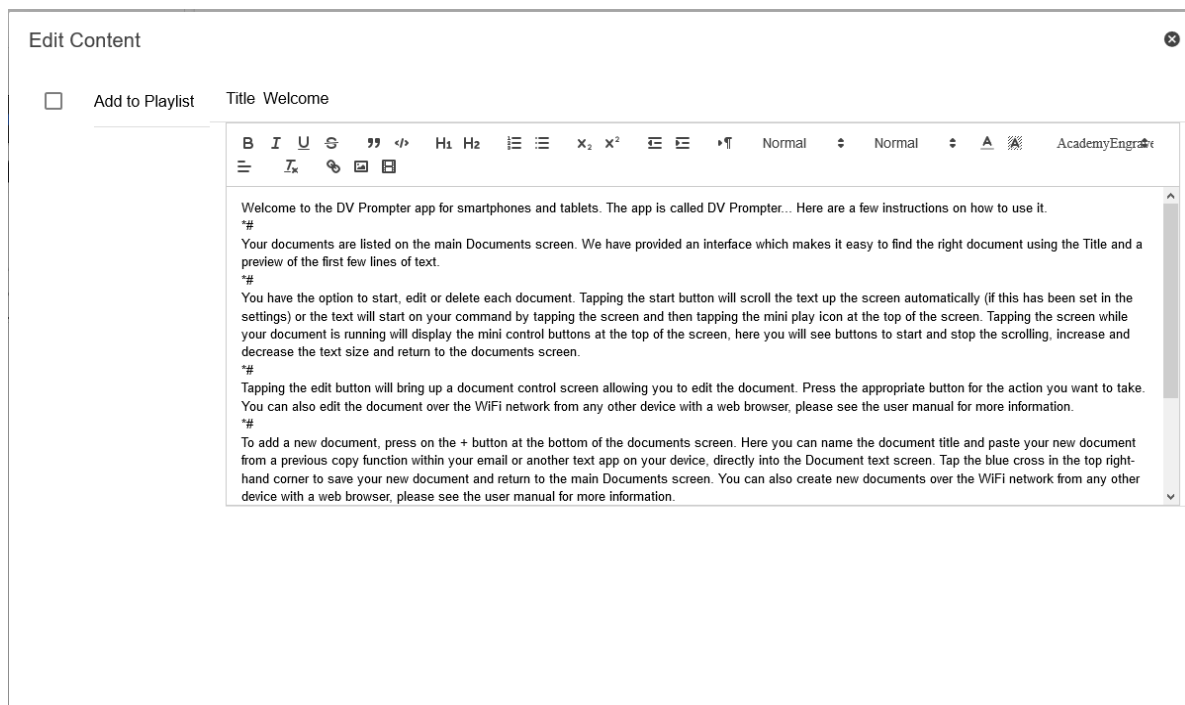 Edit Content
Add to Playlist
Title Welcome
B I U S ” </> H1 H2 X₂ X² ¶ Normal Normal A A AcademyEngrave
Tx
Welcome to the DV Prompter app for smartphones and tablets. The app is called DV Prompter... Here are a few instructions on how to use it.
*#
Your documents are listed on the main Documents screen. We have provided an interface which makes it easy to find the right document using the Title and a
preview of the first few lines of text.
*#
You have the option to start, edit or delete each document. Tapping the start button will scroll the text up the screen automatically (if this has been set in the
settings) or the text will start on your command by tapping the screen and then tapping the mini play icon at the top of the screen. Tapping the screen while
your document is running will display the mini control buttons at the top of the screen, here you will see buttons to start and stop the scrolling, increase and
decrease the text size and return to the documents screen.
*#
Tapping the edit button will bring up a document control screen allowing you to edit the document. Press the appropriate button for the action you want to take.
You can also edit the document over the WiFi network from any other device with a web browser, please see the user manual for more information.
*#
To add a new document, press on the + button at the bottom of the documents screen. Here you can name the document title and paste your new document
from a previous copy function within your email or another text app on your device, directly into the Document text screen. Tap the blue cross in the top right-
hand corner to save your new document and return to the main Documents screen. You can also create new documents over the WiFi network from any other
device with a web browser, please see the user manual for more information.